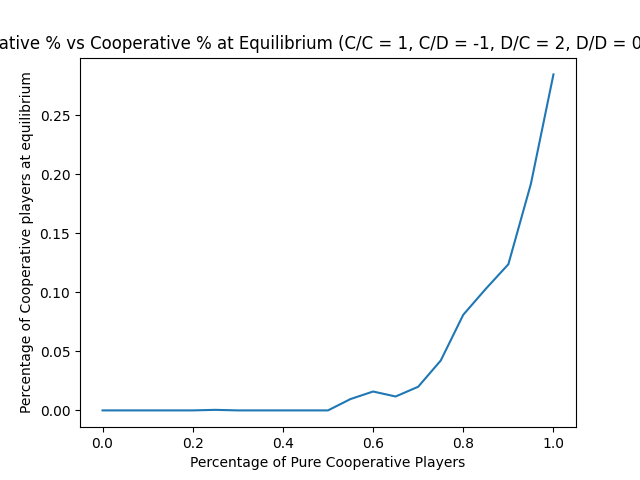 ative % vs Cooperative % at Equilibrium (C/C = 1, C/D = -1, D/C = 2, D/D = 0
Percentage of Cooperative players at equilibrium
0.25
0.20
0.15
0.10
0.05
0.00
0.0 0.2 0.4 0.6 0.8 1.0
Percentage of Pure Cooperative Players